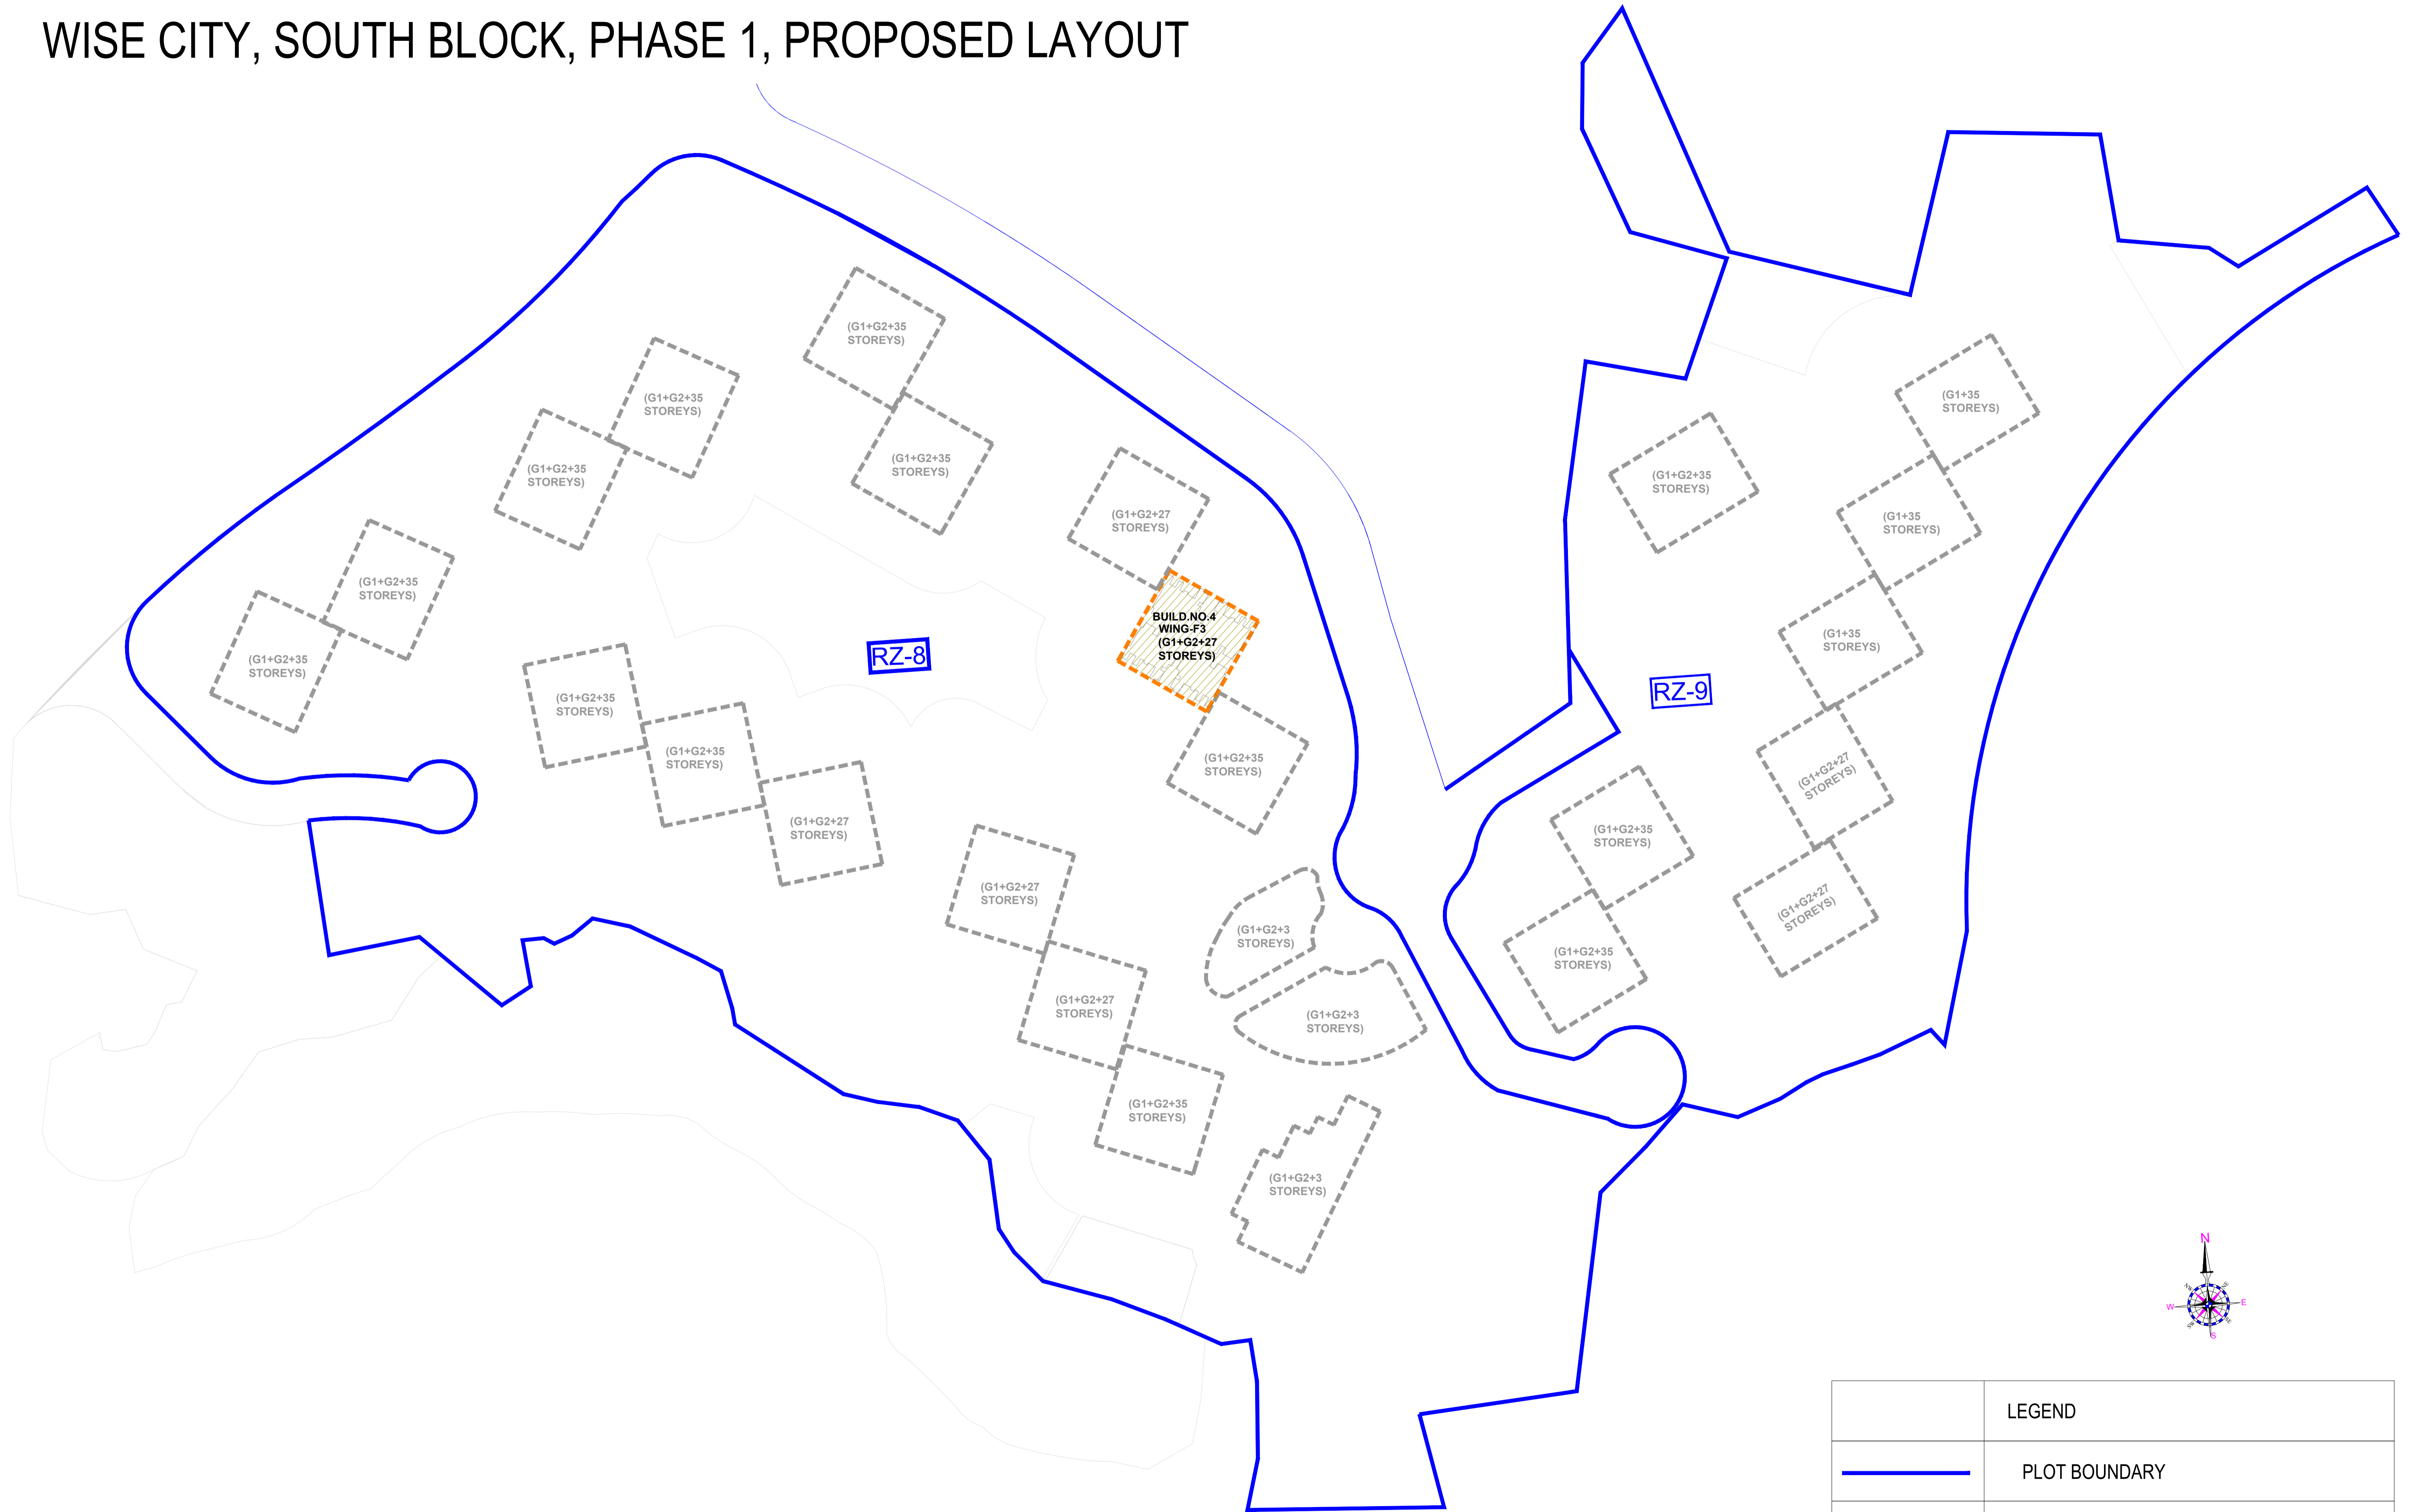 WISE CITY, SOUTH BLOCK, PHASE 1, PROPOSED LAYOUT
(G1+G2+35
STOREYS)
(G1+G2+35
STOREYS)
(G1+G2+35
STOREYS)
(G1+G2+35
STOREYS)
(G1+G2+35
STOREYS)
(G1+G2+35
STOREYS)
(G1+G2+27
STOREYS)
BUILD.NO.4
WING-F3
(G1+G2+27
STOREYS)
RZ-8
(G1+G2+35
STOREYS)
(G1+G2+35
STOREYS)
(G1+G2+27
STOREYS)
(G1+G2+35
STOREYS)
(G1+G2+27
STOREYS)
(G1+G2+27
STOREYS)
(G1+G2+35
STOREYS)
(G1+G2+3
STOREYS)
(G1+G2+3
STOREYS)
(G1+G2+3
STOREYS)
(G1+35
STOREYS)
(G1+G2+35
STOREYS)
(G1+35
STOREYS)
(G1+35
STOREYS)
RZ-9
(G1+G2+27
STOREYS)
(G1+G2+35
STOREYS)
(G1+G2+27
STOREYS)
(G1+G2+35
STOREYS)
N
NW
NE
W
E
SW
SE
S
LEGEND
PLOT BOUNDARY